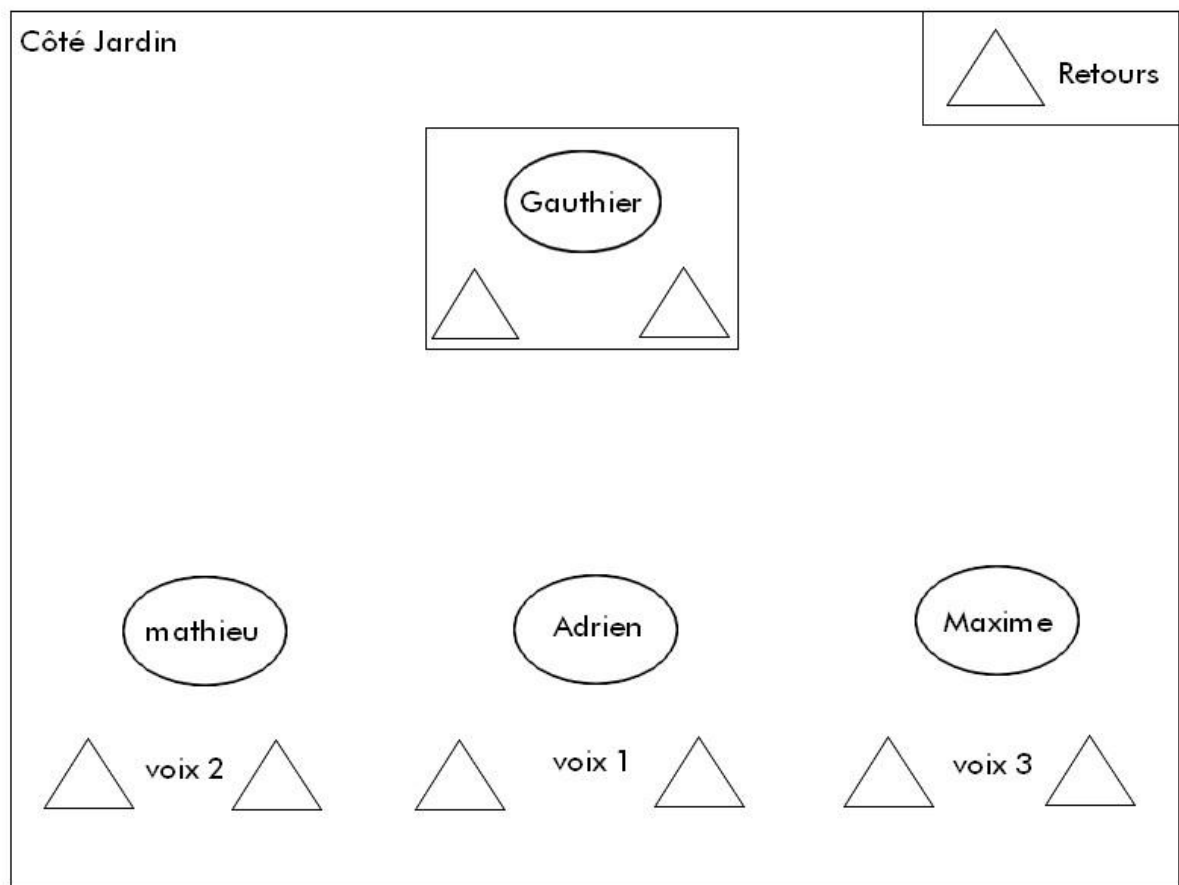 Côté Jardin
Retours
Gauthier
mathieu
Adrien
Maxime
voix 2
voix 1
voix 3